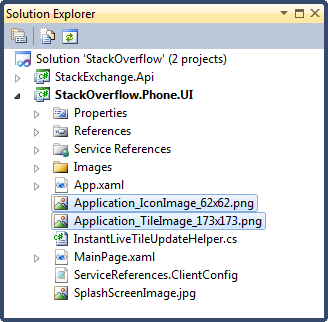 Solution Explorer
Solution 'StackOverflow' (2 projects)
StackExchange.Api
StackOverflow.Phone.UI
Properties
References
Service References
Images
App.xaml
Application_IconImage_62x62.png
Application_TileImage_173x173.png
InstantLiveTileUpdateHelper.cs
MainPage.xaml
ServiceReferences.ClientConfig
SplashScreenImage.jpg